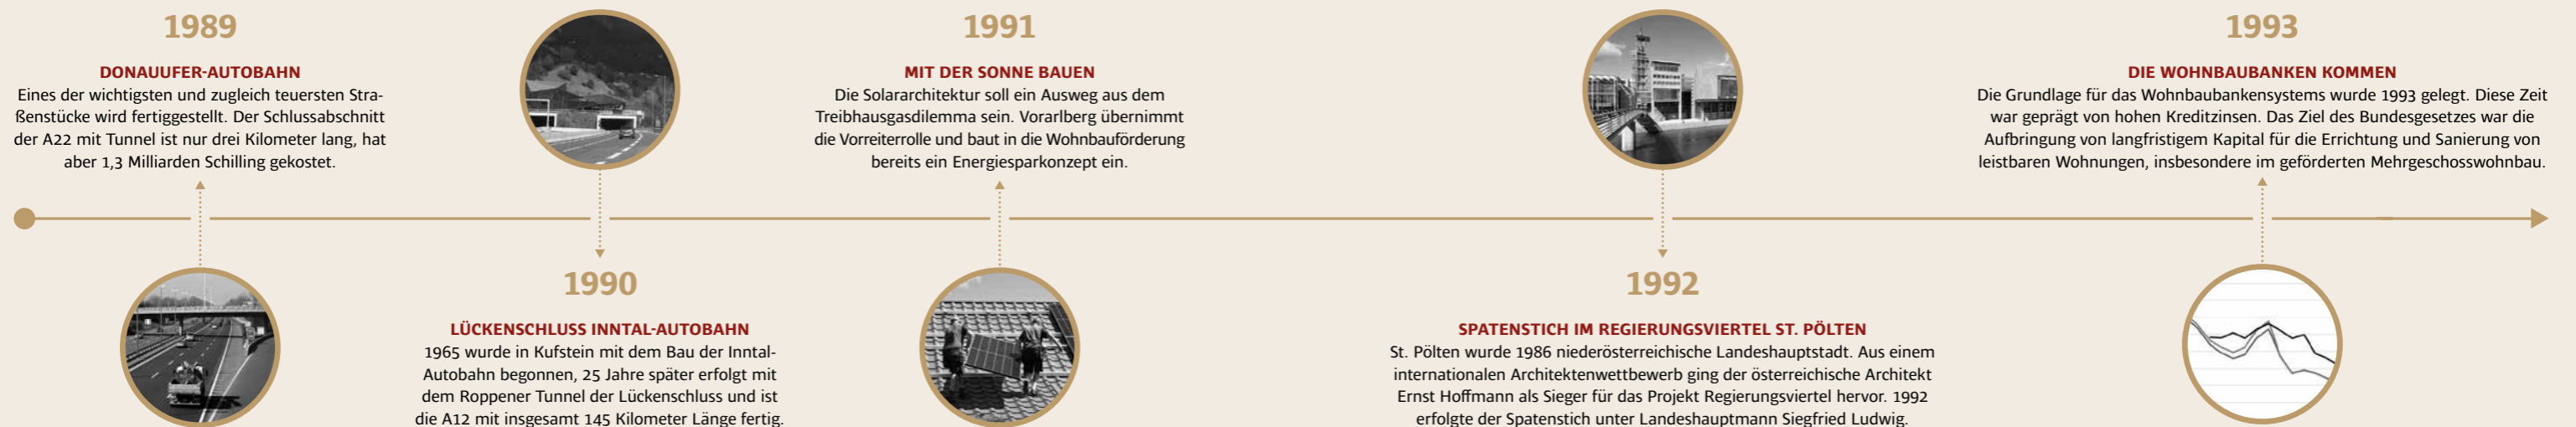 1989
DONAUUFER-AUTOBAHN
Eines der wichtigsten und zugleich teuersten Stra-
ßenstücke wird fertiggestellt. Der Schlussabschnitt
der A22 mit Tunnel ist nur drei Kilometer lang, hat
aber 1,3 Milliarden Schilling gekostet.
1990
LÜCKENSCHLUSS INNTAL-AUTOBAHN
1965 wurde in Kufstein mit dem Bau der Inntal-
Autobahn begonnen, 25 Jahre später erfolgt mit
dem Roppener Tunnel der Lückenschluss und ist
die A12 mit insgesamt 145 Kilometer Länge fertig.
1991
MIT DER SONNE BAUEN
Die Solararchitektur soll ein Ausweg aus dem
Treibhausgasdilemma sein. Vorarlberg übernimmt
die Vorreiterrolle und baut in die Wohnbauförderung
bereits ein Energiesparkonzept ein.
1992
SPATENSTICH IM REGIERUNGSVIERTEL ST. PÖLTEN
St. Pölten wurde 1986 niederösterreichische Landeshauptstadt. Aus einem
internationalen Architektenwettbewerb ging der österreichische Architekt
Ernst Hoffmann als Sieger für das Projekt Regierungsviertel hervor. 1992
erfolgte der Spatenstich unter Landeshauptmann Siegfried Ludwig.
1993
DIE WOHNBAUBANKEN KOMMEN
Die Grundlage für das Wohnbaubankensystems wurde 1993 gelegt. Diese Zeit
war geprägt von hohen Kreditzinsen. Das Ziel des Bundesgesetzes war die
Aufbringung von langfristigem Kapital für die Errichtung und Sanierung von
leistbaren Wohnungen, insbesondere im geförderten Mehrgeschosswohnbau.